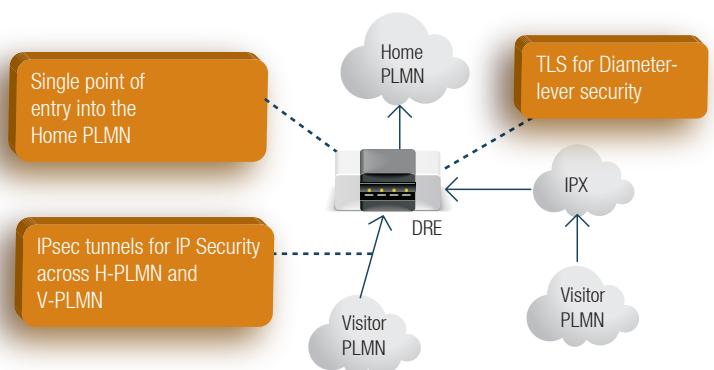 Home
PLMN
Single point of
entry into the
Home PLMN
TLS for Diameter-
lever security
IPX
DRE
IPsec tunnels for IP Security
across H-PLMN and
V-PLMN
Visitor
PLMN
Visitor
PLMN